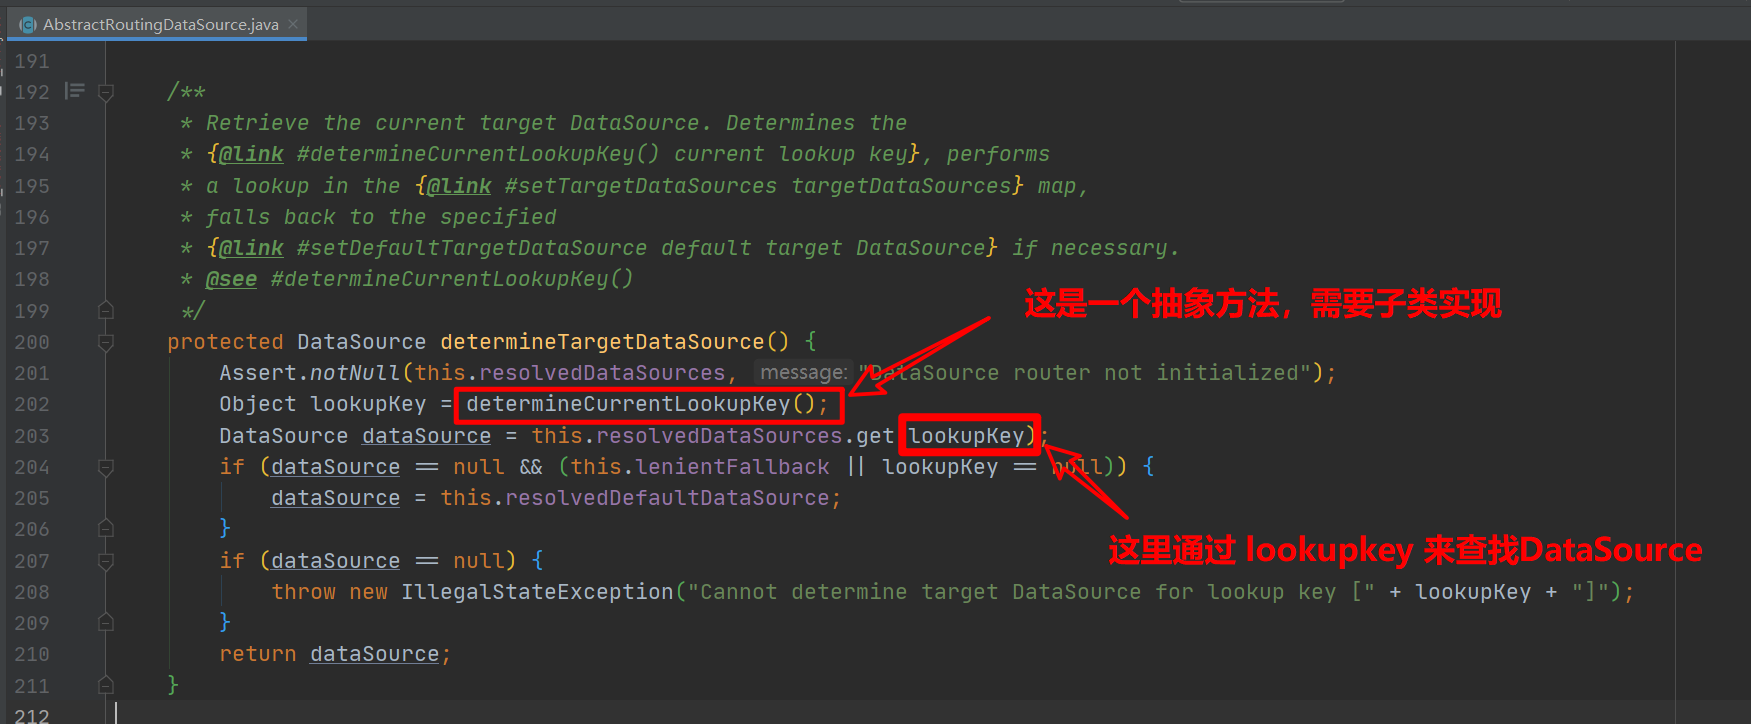 AbstractRoutingDataSource.java
191
192 /**
193 * Retrieve the current target DataSource. Determines the
194 * {@link #determineCurrentLookupKey() current lookup key}, performs
195 * a lookup in the {@link #setTargetDataSources targetDataSources} map,
196 * falls back to the specified
197 * {@link #setDefaultTargetDataSource default target DataSource} if necessary.
198 * @see #determineCurrentLookupKey()
这是一个抽象方法，需要子类实现
199 */
200 protected DataSource determineTargetDataSource() {
201 Assert.notNull(this.resolvedDataSources, message: "DataSource router not initialized");
202 Object lookupKey = determineCurrentLookupKey();
203 DataSource dataSource = this.resolvedDataSources.get(lookupKey);
204 if (dataSource == null && (this.lenientFallback || lookupKey == null)) {
205 dataSource = this.resolvedDefaultDataSource;
206 }
这里通过 lookupkey 来查找DataSource
207 if (dataSource == null) {
208 throw new IllegalStateException("Cannot determine target DataSource for lookup key [" + lookupKey + "]");
209 }
210 return dataSource;
211 }
212